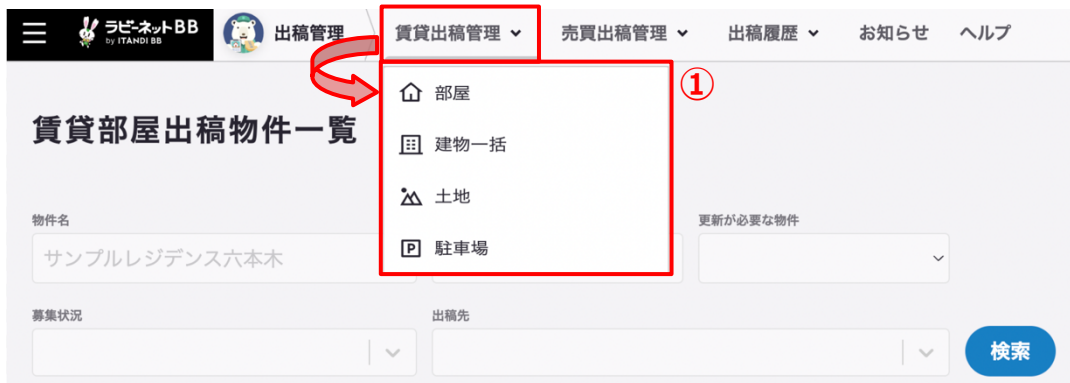 ラビーネットBB
by ITANDI BB
出稿管理
賃貸出稿管理
売買出稿管理
出稿履歴
お知らせ
ヘルプ
①
部屋
建物一括
土地
P 駐車場
賃貸部屋出稿物件一覧
物件名
更新が必要な物件
サンプルレジデンス六本木
募集状況
出稿先
検索